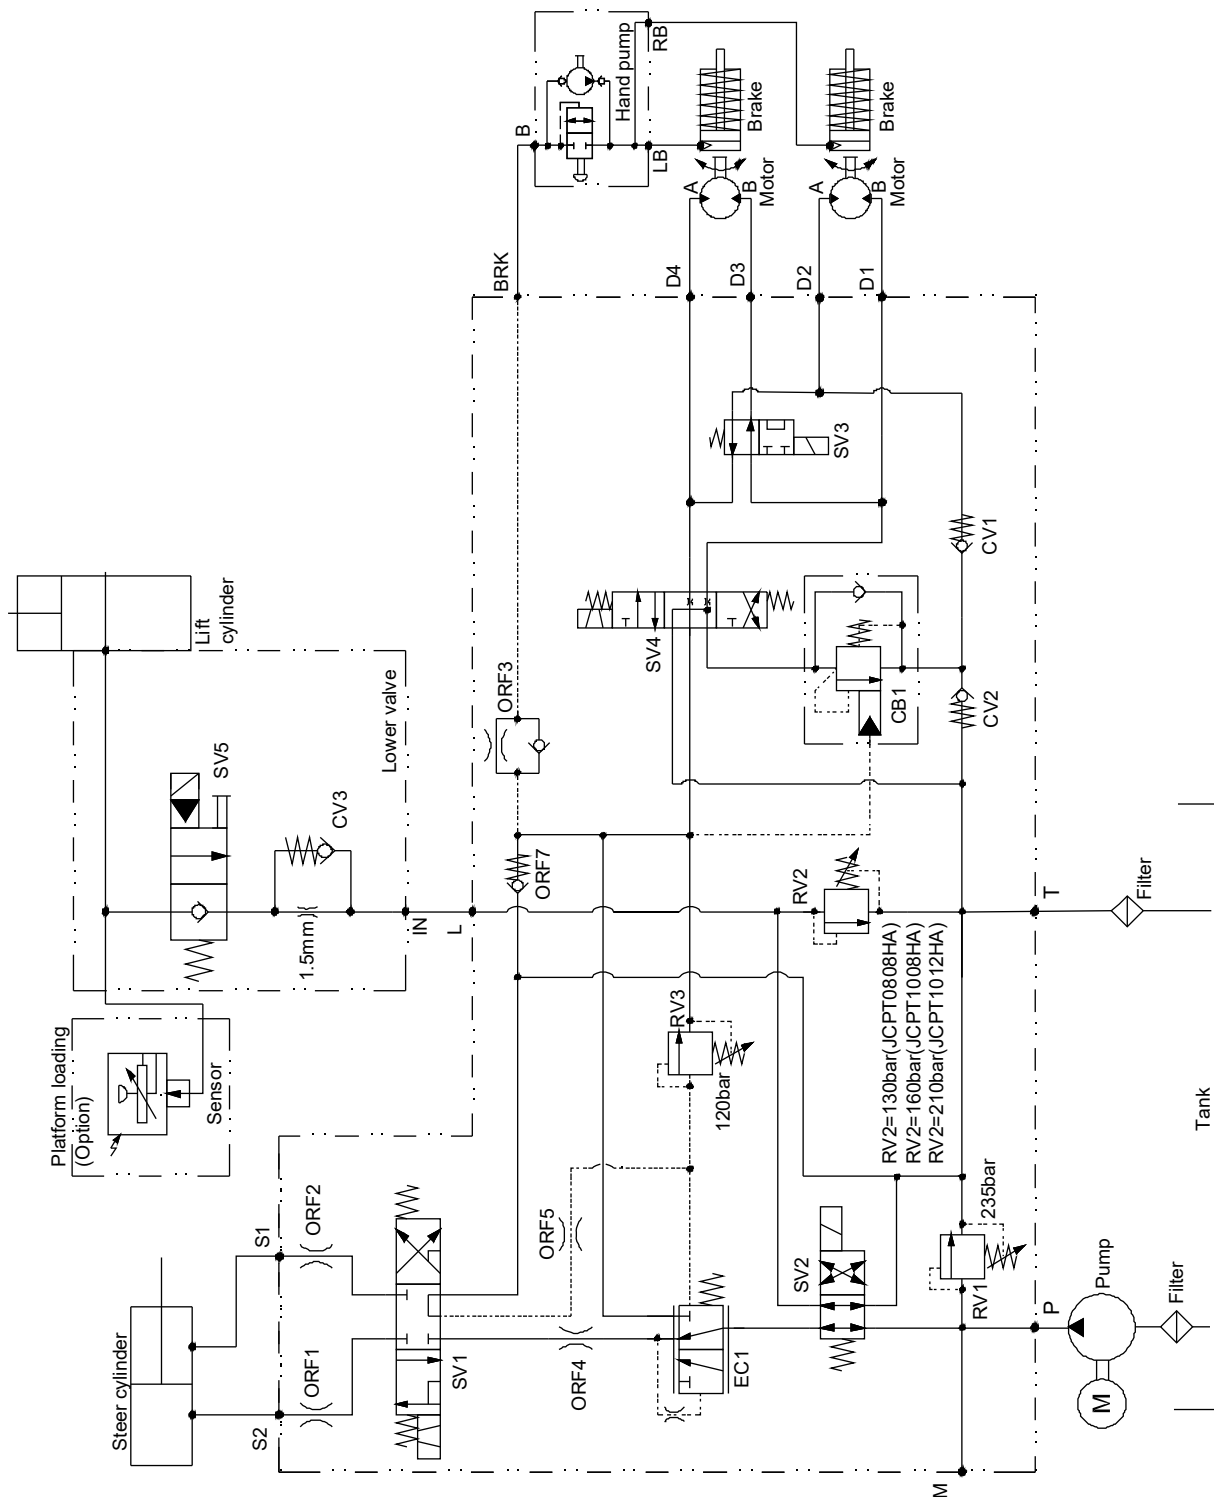 RB
Hand pump
B
LB
Brake
Brake
A
B
Motor
A
B
Motor
BRK
D4
D3
D2
D1
SV3
CV1
Lift
cylinder
SV4
CB1
CV2
Lower valve
ORF3
SV5
CV3
ORF7
1.5mm
IN
L
RV2
T
Filter
Platform loading
(Option)
Sensor
RV3
120bar
RV2=130bar(JCPT0808HA)
RV2=160bar(JCPT1008HA)
RV2=210bar(JCPT1012HA)
Tank
S1
ORF2
ORF5
SV2
235bar
RV1
P
Pump
Filter
Steer cylinder
S2
ORF1
SV1
ORF4
EC1
M
M